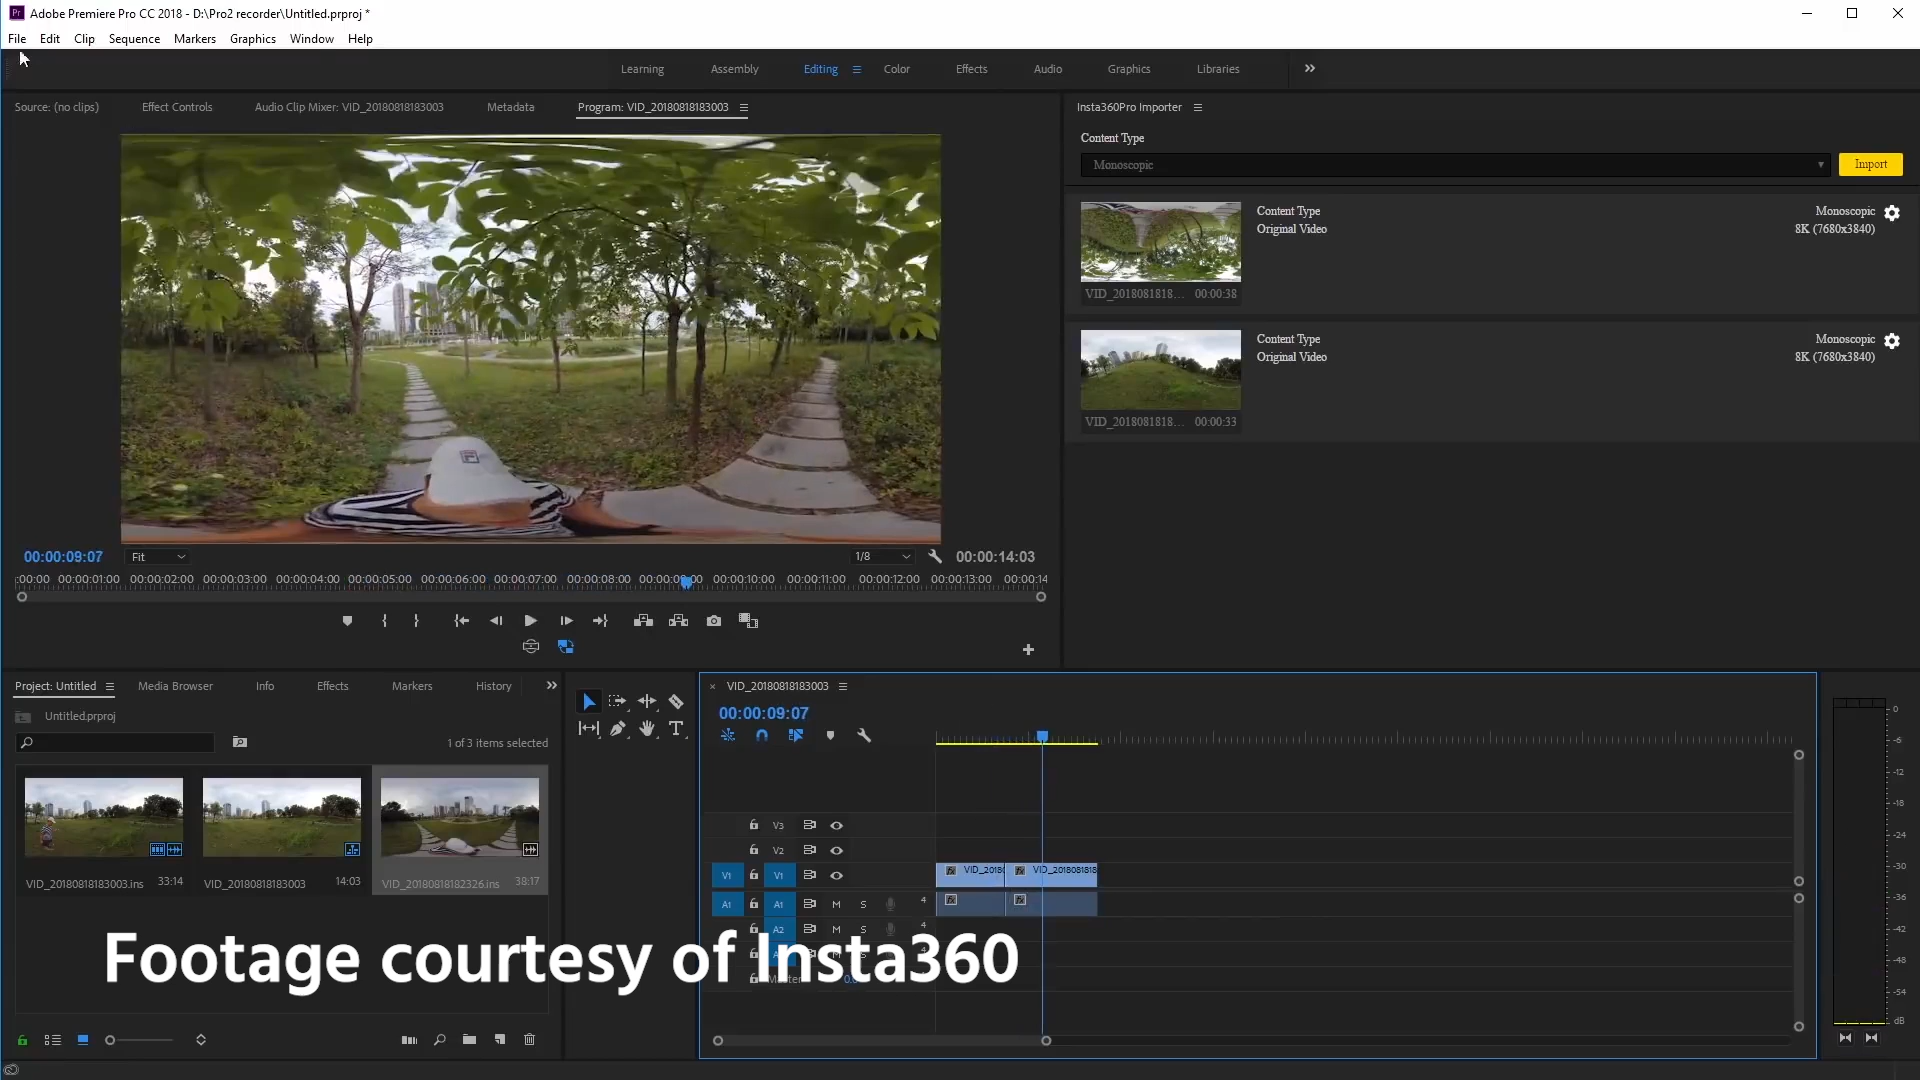 Adobe Premiere Pro CC 2018 - D:\Pro2 recorder\Untitled.prproj *
File Edit Clip Sequence Markers Graphics Window Help
Learning Assembly Editing Color Effects Audio Graphics Libraries
Source: (no clips) Effect Controls Audio Clip Mixer: VID_20180818183003 Metadata Program: VID_20180818183003
Insta360Pro Importer
Content Type
Monoscopic Import
Content Type Monoscopic
Original Video 8K (7680x3840)
VID_2018081818... 00:00:38
Content Type Monoscopic
Original Video 8K (7680x3840)
VID_2018081818... 00:00:33
00:00:09:07 Fit 1/8 00:00:14:03
:00:00 00:00:01:00 00:00:02:00 00:00:03:00 00:00:04:00 00:00:05:00 00:00:06:00 00:00:07:00 00:00:08:00 00:00:10:00 00:00:11:00 00:00:12:00 00:00:13:00 00:00:14
Project: Untitled Media Browser Info Effects Markers History
Untitled.prproj
1 of 3 items selected
VID_20180818183003.ins 33:14 VID_20180818183003 14:03 VID_20180818182326.ins 38:17
VID_20180818183003
00:00:09:07
V3
V2
V1 V1 fx VID_20180 fx VID_2018081818
A1 A1 M S 4 fx fx
A2 M S 4
Footage courtesy of Insta360
0
-6
-12
-18
-24
-30
-36
-42
-48
-54
dB